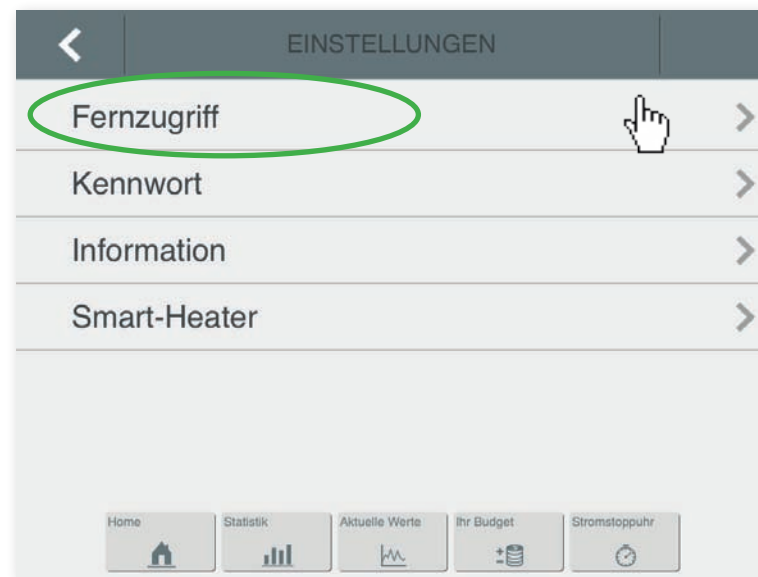 EINSTELLUNGEN
Fernzugriff
Kennwort
Information
Smart-Heater
Home Statistik Aktuelle Werte Ihr Budget Stromstoppuhr